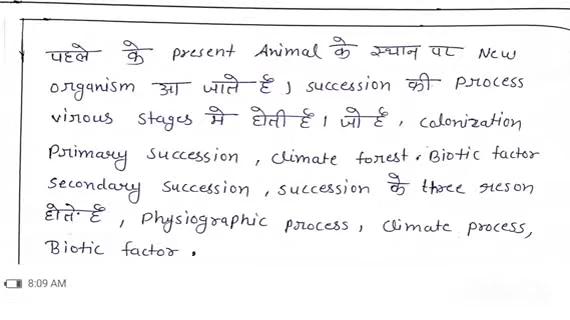 पहले के present Animal के स्थान पर New
organism आ जाते है। succession की process
virous stages मे होती है। जो है, colonization
Primary succession, climate forest. Biotic factor
secondary succession, succession के three reson
होते है, physiographic process, climate process,
Biotic factor.
8:09 AM